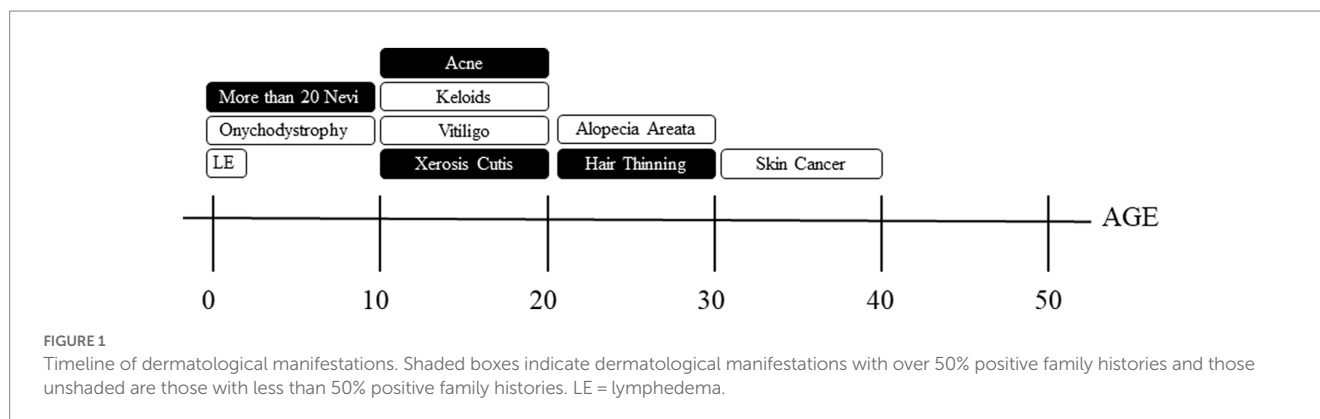 Acne
More than 20 Nevi
Keloids
Onychodystrophy
Vitiligo
Alopecia Areata
LE
Xerosis Cutis
Hair Thinning
Skin Cancer
AGE
0 10 20 30 40 50
FIGURE 1
Timeline of dermatological manifestations. Shaded boxes indicate dermatological manifestations with over 50% positive family histories and those
unshaded are those with less than 50% positive family histories. LE = lymphedema.